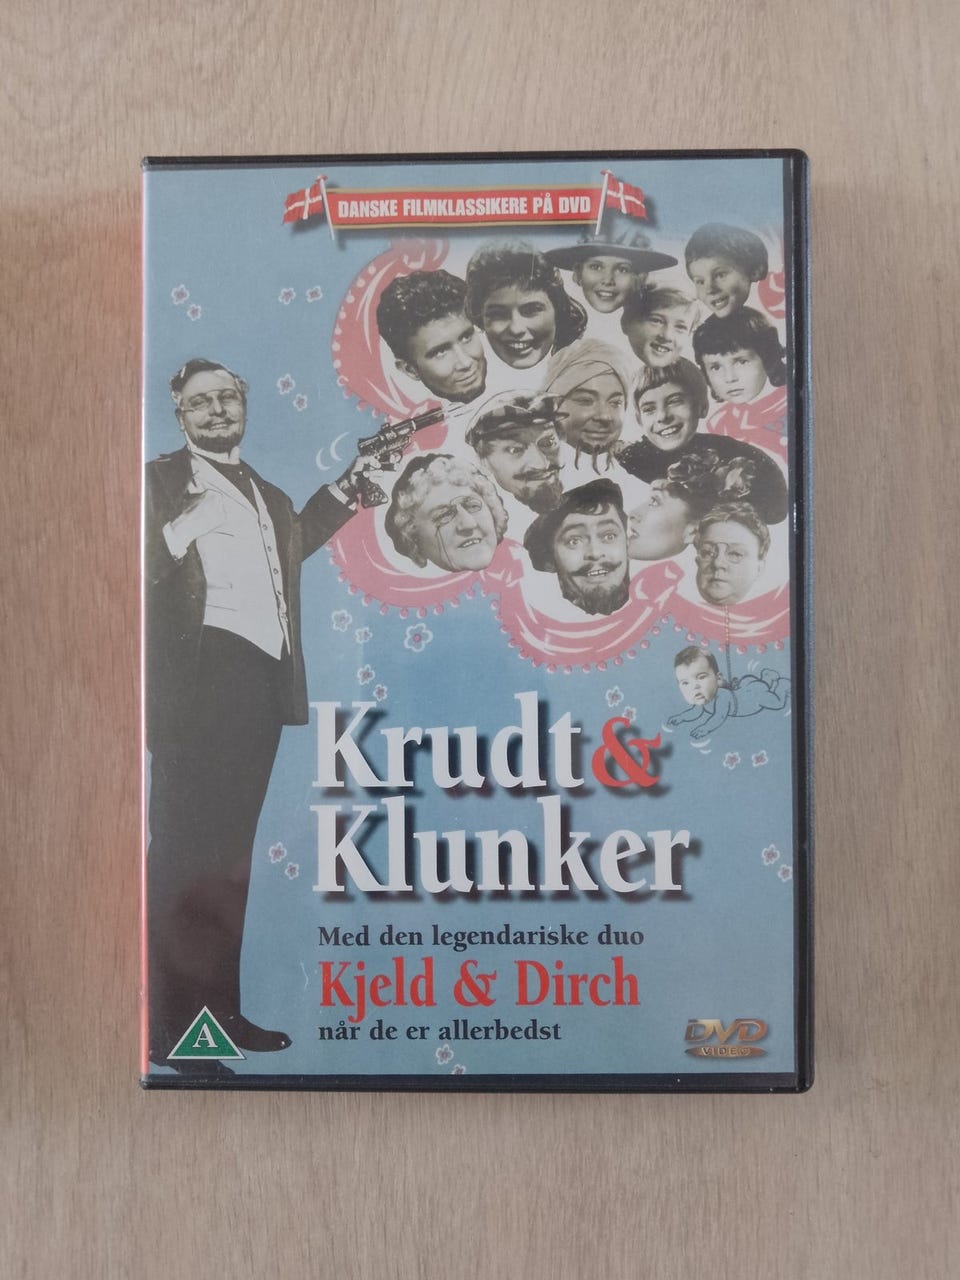 DANSKE FILMKLASSIKERE PÅ DVD
Krudt &
Klunker
Med den legendariske duo
Kjeld & Dirch
når de er allerbedst
A
DVD
VIDEO